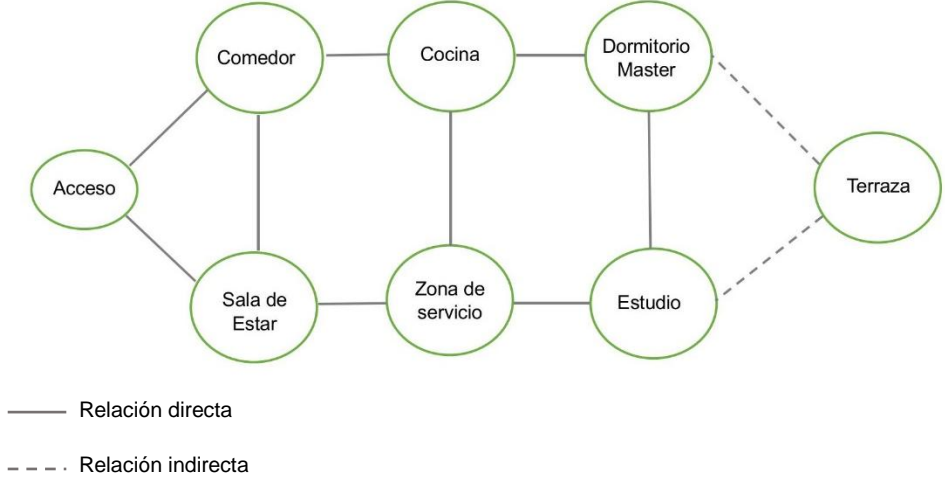 Comedor
Cocina
Dormitorio
Master
Acceso
Terraza
Sala de
Estar
Zona de
servicio
Estudio
Relación directa
Relación indirecta